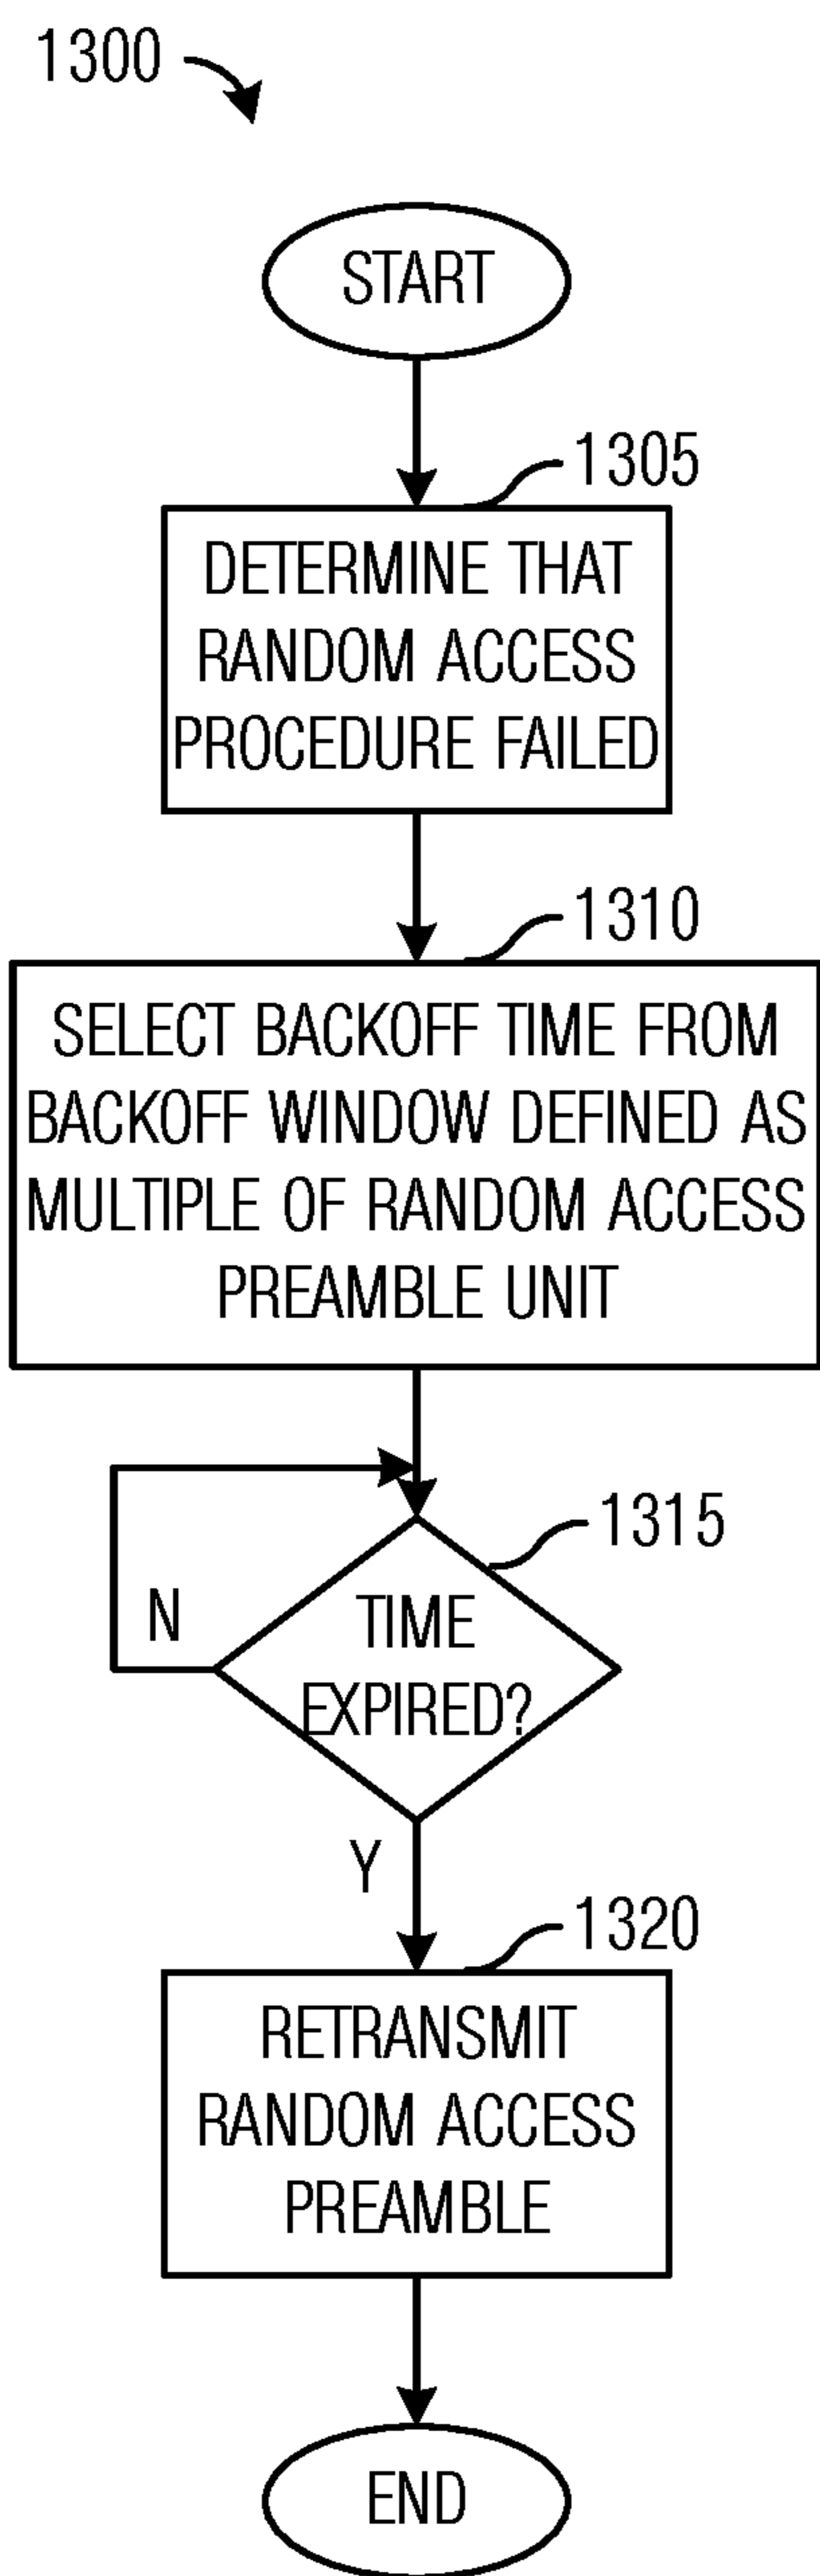 1300
START
1305
DETERMINE THAT
RANDOM ACCESS
PROCEDURE FAILED
1310
SELECT BACKOFF TIME FROM
BACKOFF WINDOW DEFINED AS
MULTIPLE OF RANDOM ACCESS
PREAMBLE UNIT
1315
TIME
EXPIRED?
N
Y
1320
RETRANSMIT
RANDOM ACCESS
PREAMBLE
END